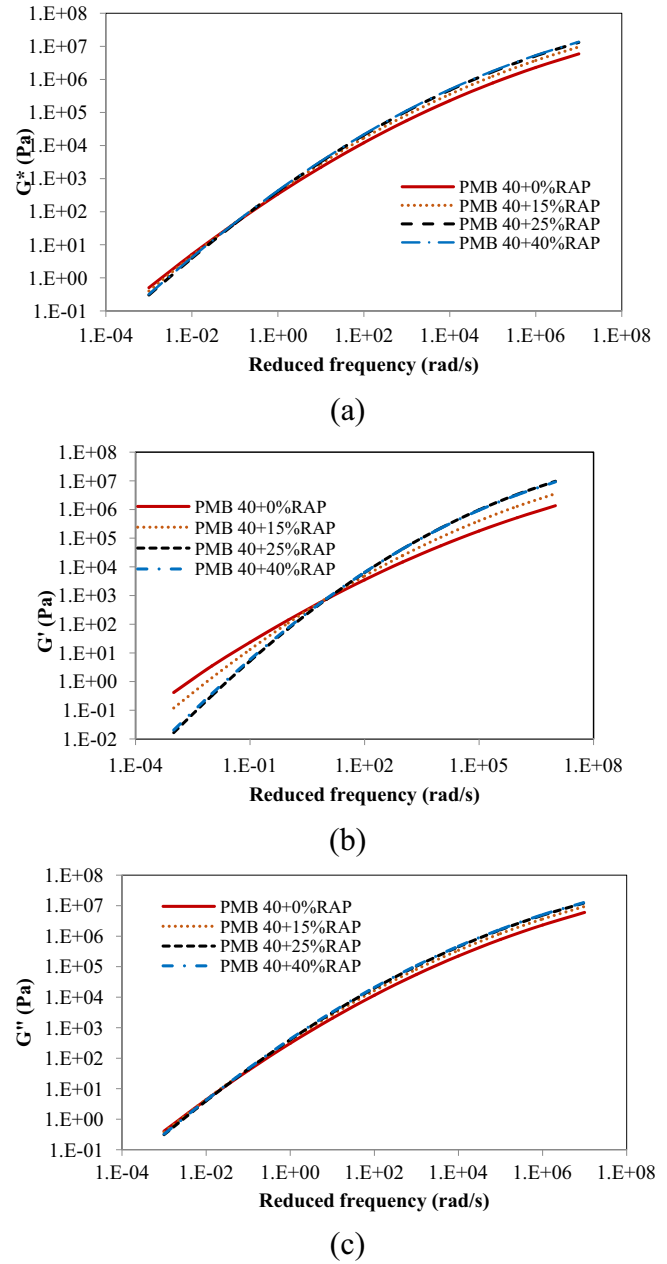 1.E+08
1.E+07
1.E+06
1.E+05
1.E+04
1.E+03
1.E+02
1.E+01
1.E+00
1.E-01
G* (Pa)
PMB 40+0%RAP
PMB 40+15%RAP
PMB 40+25%RAP
PMB 40+40%RAP
1.E-04 1.E-02 1.E+00 1.E+02 1.E+04 1.E+06 1.E+08
Reduced frequency (rad/s)
(a)
1.E+08
1.E+07
1.E+06
1.E+05
1.E+04
1.E+03
1.E+02
1.E+01
1.E+00
1.E-01
1.E-02
G' (Pa)
PMB 40+0%RAP
PMB 40+15%RAP
PMB 40+25%RAP
PMB 40+40%RAP
1.E-04 1.E-01 1.E+02 1.E+05 1.E+08
Reduced frequency (rad/s)
(b)
1.E+08
1.E+07
1.E+06
1.E+05
1.E+04
1.E+03
1.E+02
1.E+01
1.E+00
1.E-01
G" (Pa)
PMB 40+0%RAP
PMB 40+15%RAP
PMB 40+25%RAP
PMB 40+40%RAP
1.E-04 1.E-02 1.E+00 1.E+02 1.E+04 1.E+06 1.E+08
Reduced frequency (rad/s)
(c)